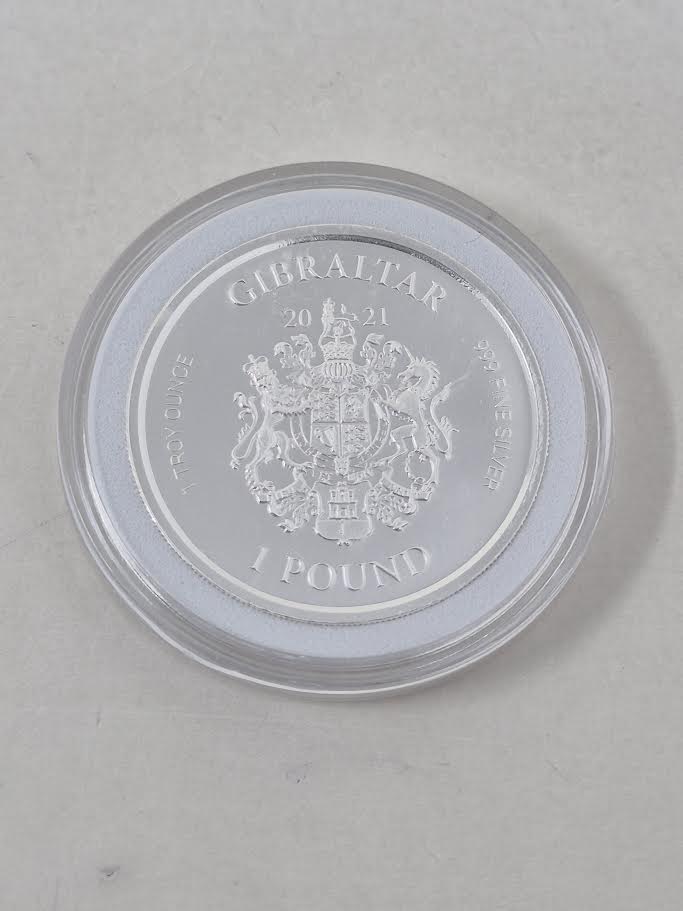 GIBRALTAR
20 21
1 TROY OUNCE
999 FINE SILVER
1 POUND